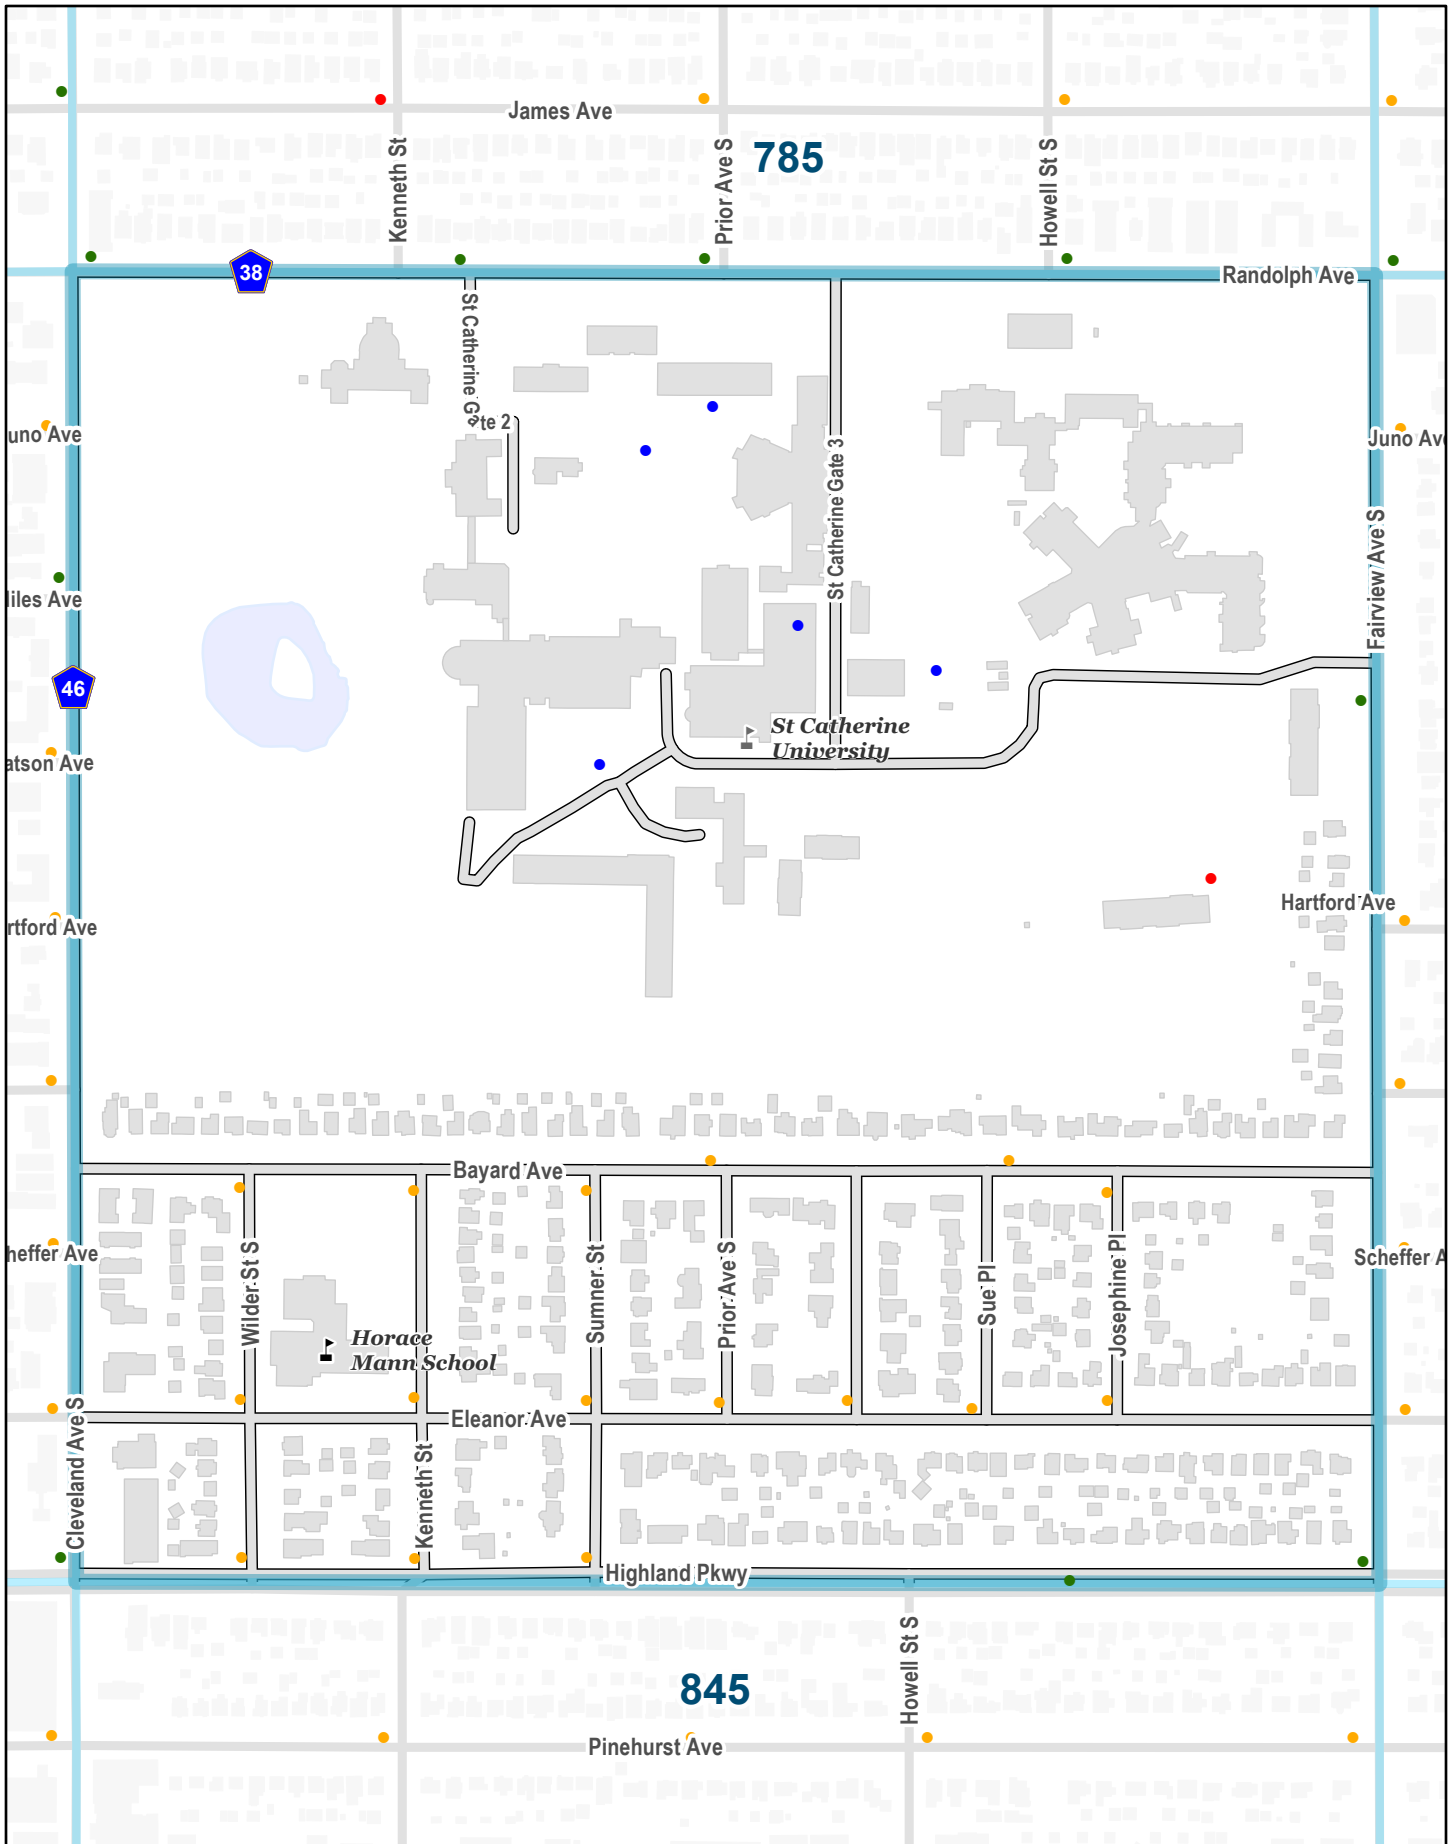 James Ave
Kenneth St
Prior Ave S
785
Howell St S
38
Randolph Ave
St Catherine Gate 2
uno Ave
Juno Ave
St Catherine Gate 3
Fairview Ave S
iles Ave
46
St Catherine
University
atson Ave
rtford Ave
Hartford Ave
Bayard Ave
heffer Ave
Wilder St S
Sumner St
Prior Ave S
Sue Pl
Josephine Pl
Scheffer A
Horace
Mann School
Cleveland Ave S
Eleanor Ave
Kenneth St
Highland Pkwy
845
Howell St S
Pinehurst Ave